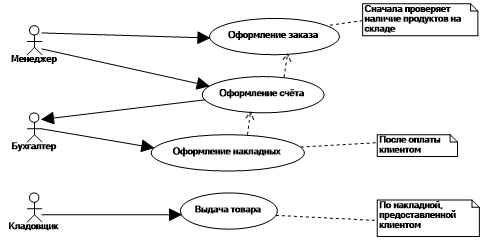 Сначала проверяет
наличие продуктов на
складе
Оформление заказа
Менеджер
Оформление счёта
Бухгалтер
Оформление накладных
После оплаты
клиентом
Кладовщик
Выдача товара
По накладной,
предоставленной
клиентом